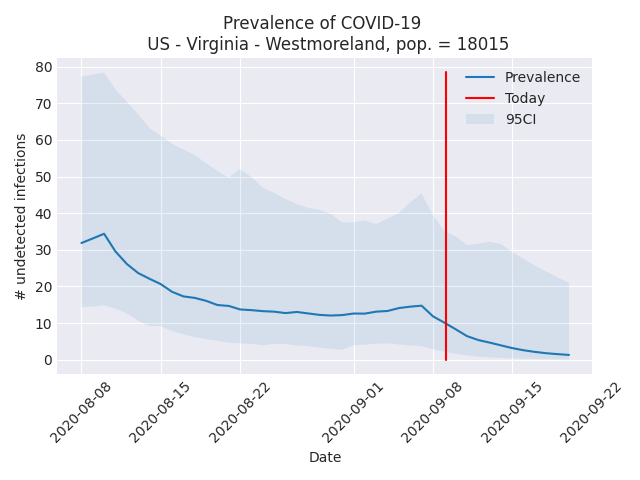 Prevalence of COVID-19
US - Virginia - Westmoreland, pop. = 18015
80
70
60
50
40
30
20
10
0
# undetected infections
Prevalence
Today
95CI
2020-08-08
2020-08-15
2020-08-22
2020-09-01
2020-09-08
2020-09-15
2020-09-22
Date